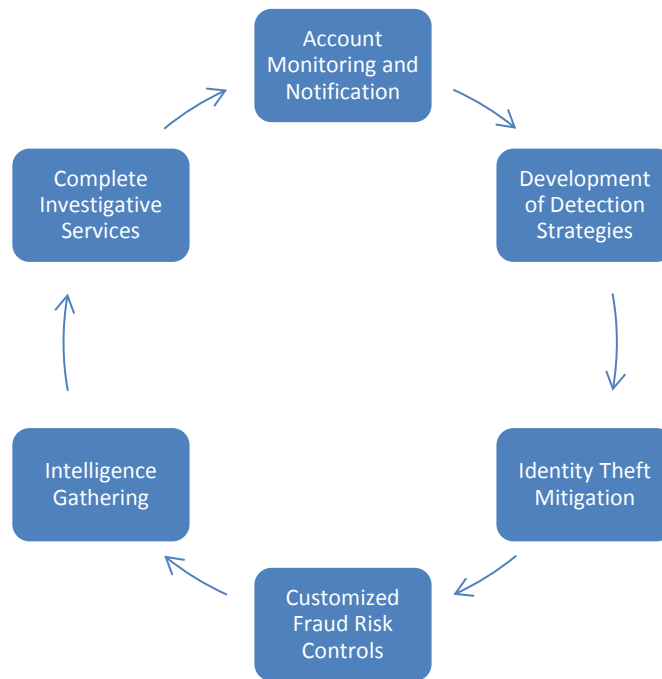 Account
Monitoring and
Notification
Development
of Detection
Strategies
Identity Theft
Mitigation
Customized
Fraud Risk
Controls
Intelligence
Gathering
Complete
Investigative
Services